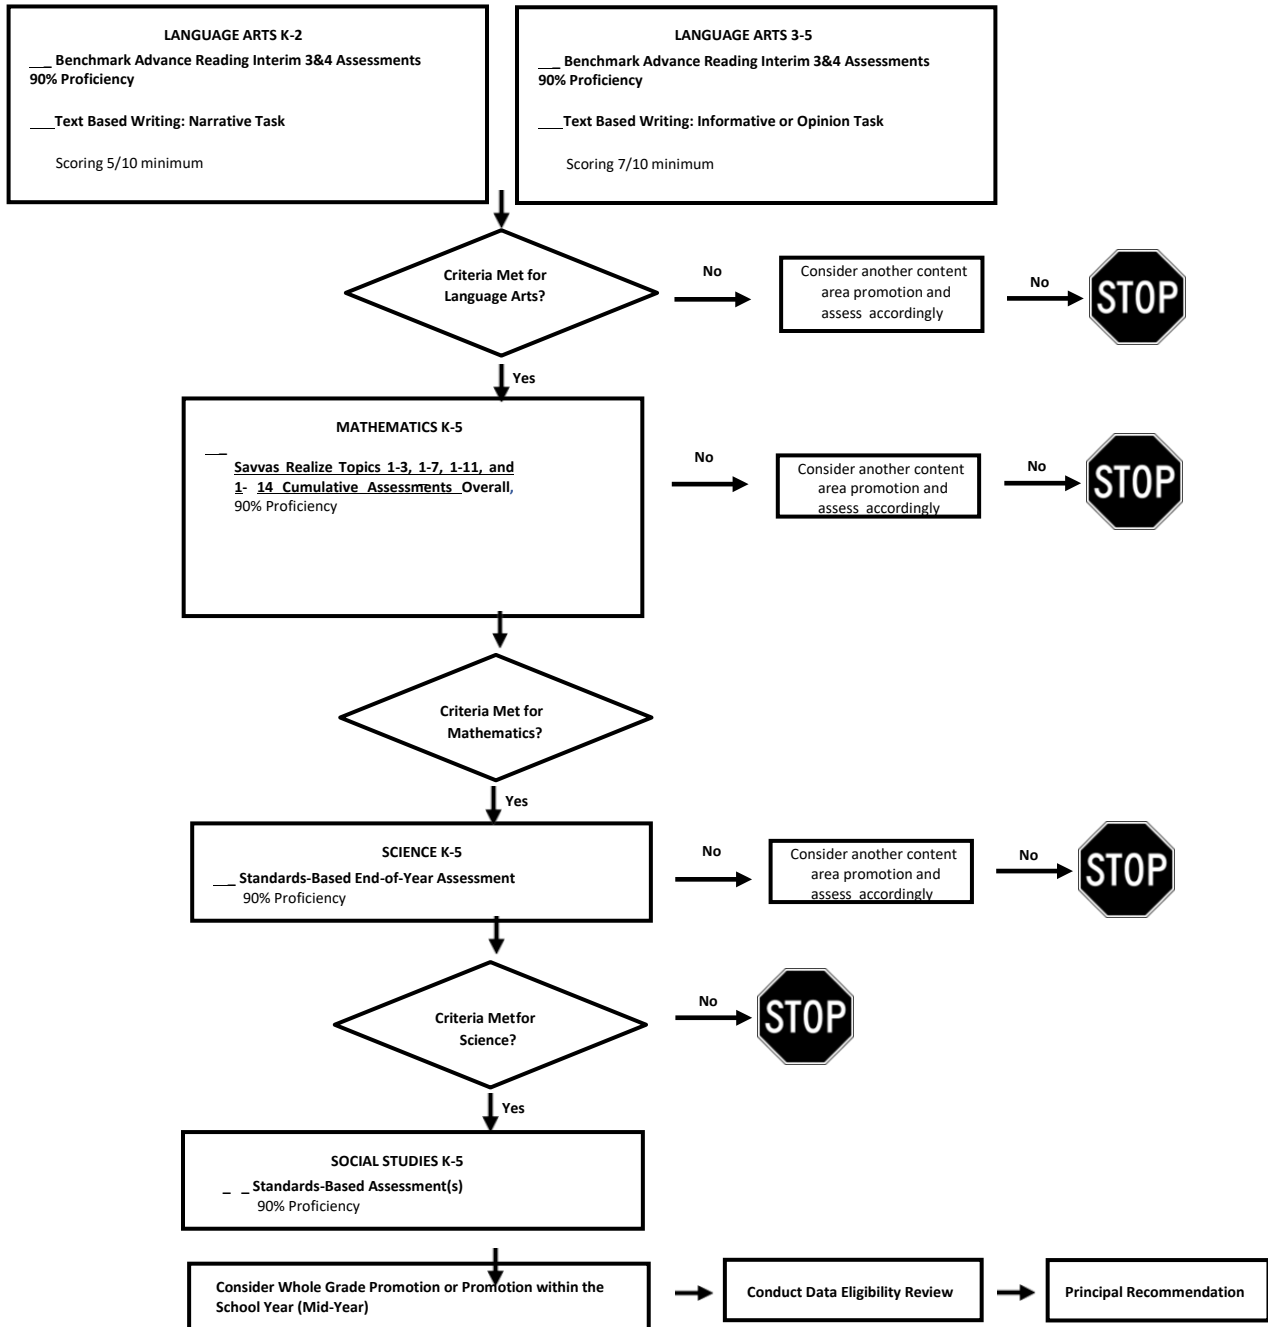 LANGUAGE ARTS K-2
___ Benchmark Advance Reading Interim 3&4 Assessments
90% Proficiency
___Text Based Writing: Narrative Task
Scoring 5/10 minimum
LANGUAGE ARTS 3-5
___ Benchmark Advance Reading Interim 3&4 Assessments
90% Proficiency
___Text Based Writing: Informative or Opinion Task
Scoring 7/10 minimum
Criteria Met for
Language Arts?
No
Consider another content
area promotion and
assess accordingly
No
STOP
Yes
MATHEMATICS K-5
___
Savvas Realize Topics 1-3, 1-7, 1-11, and
1- 14 Cumulative Assessments Overall,
90% Proficiency
No
Consider another content
area promotion and
assess accordingly
No
STOP
Criteria Met for
Mathematics?
Yes
SCIENCE K-5
___ Standards-Based End-of-Year Assessment
90% Proficiency
No
Consider another content
area promotion and
assess accordingly
No
STOP
Criteria Metfor
Science?
No
STOP
Yes
SOCIAL STUDIES K-5
_ _ Standards-Based Assessment(s)
90% Proficiency
Consider Whole Grade Promotion or Promotion within the
School Year (Mid-Year)
Conduct Data Eligibility Review
Principal Recommendation